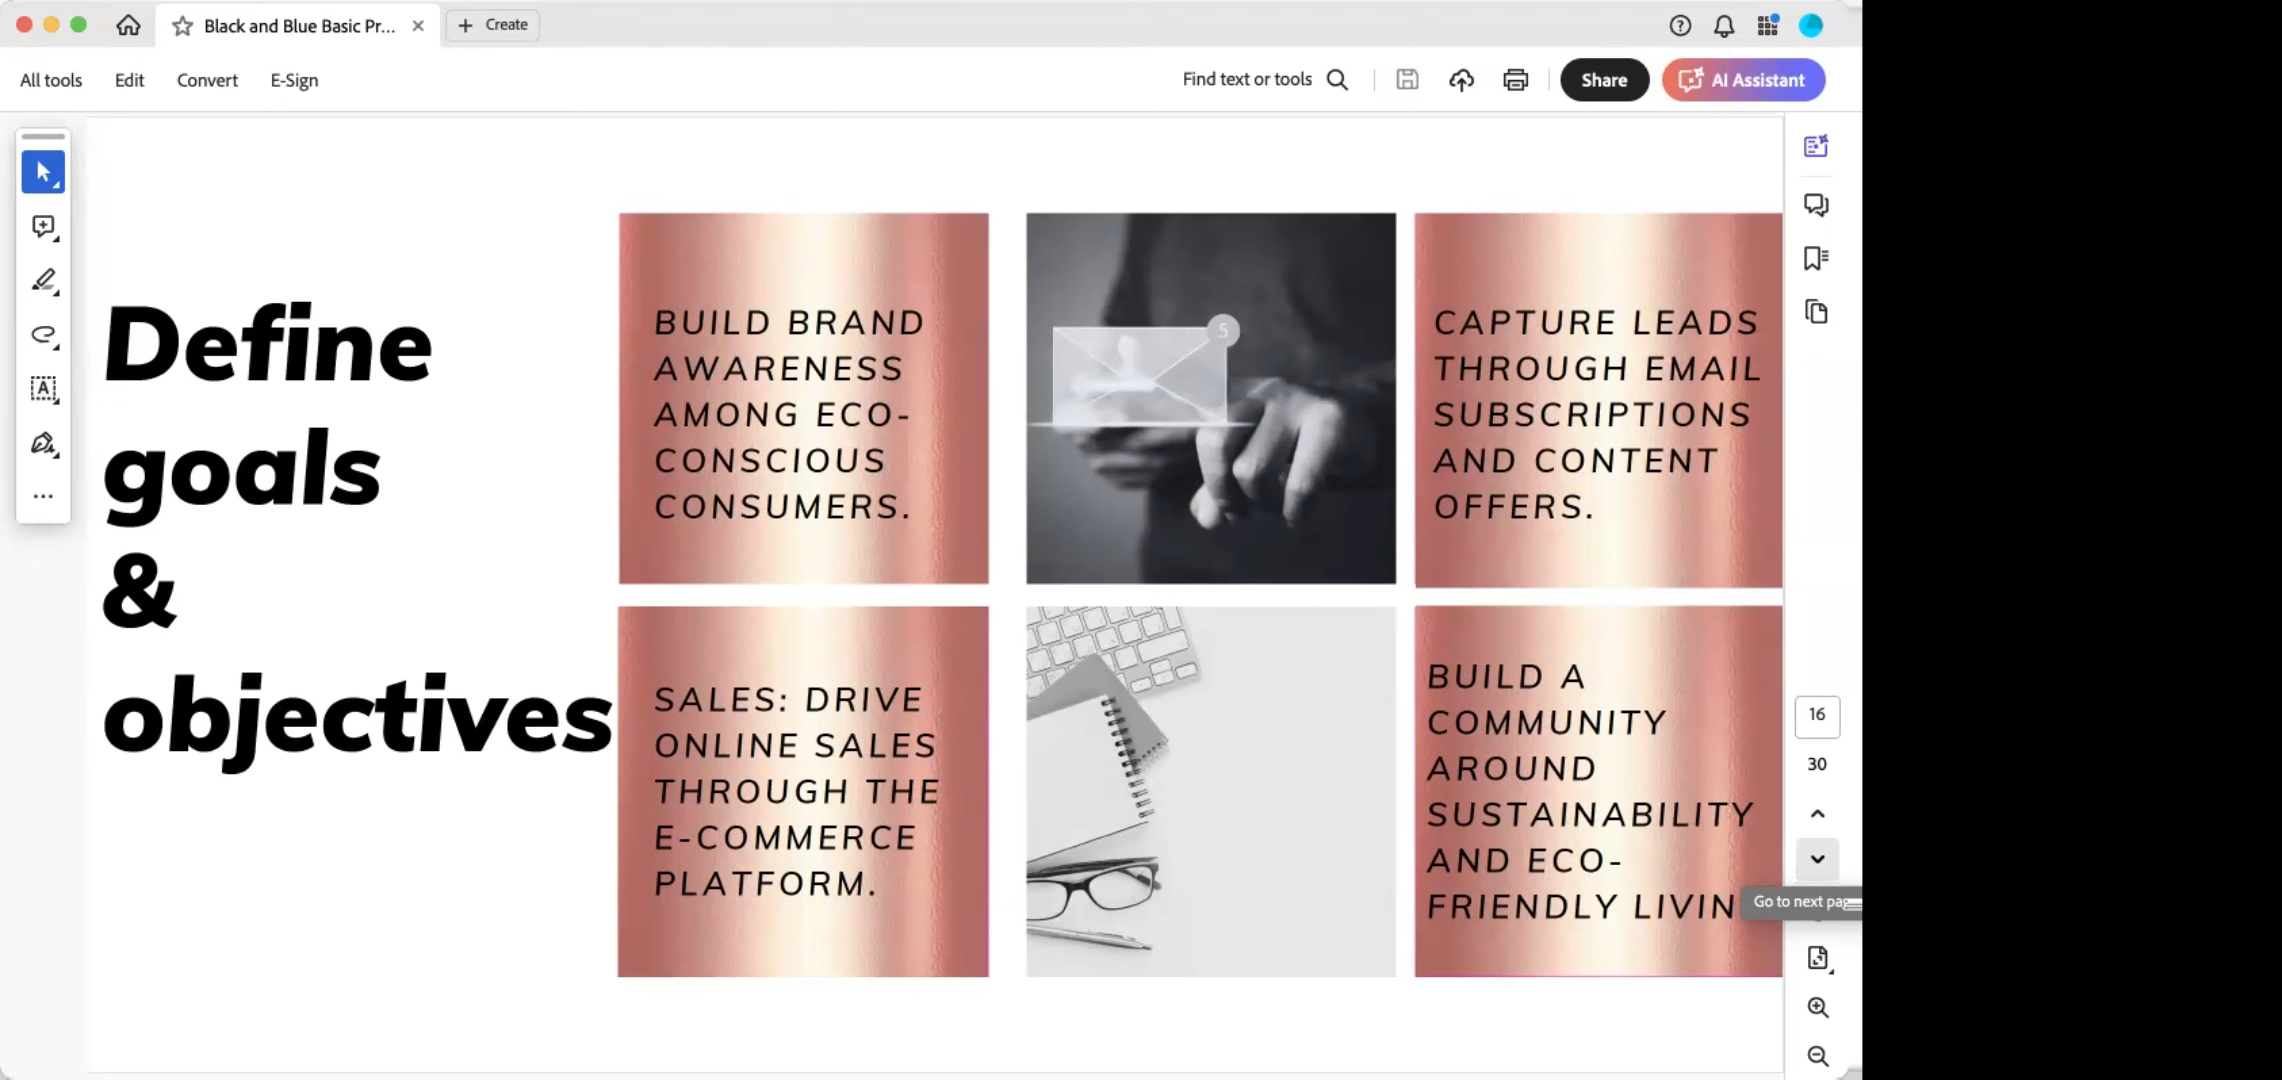 Black and Blue Basic Pr...
Create
All tools
Edit
Convert
E-Sign
Find text or tools
Share
AI Assistant
Define
goals
&
objectives
BUILD BRAND
AWARENESS
AMONG ECO-
CONSCIOUS
CONSUMERS.
5
CAPTURE LEADS
THROUGH EMAIL
SUBSCRIPTIONS
AND CONTENT
OFFERS.
SALES: DRIVE
ONLINE SALES
THROUGH THE
E-COMMERCE
PLATFORM.
BUILD A
COMMUNITY
AROUND
SUSTAINABILITY
AND ECO-
FRIENDLY LIVIN
16
30
Go to next pag